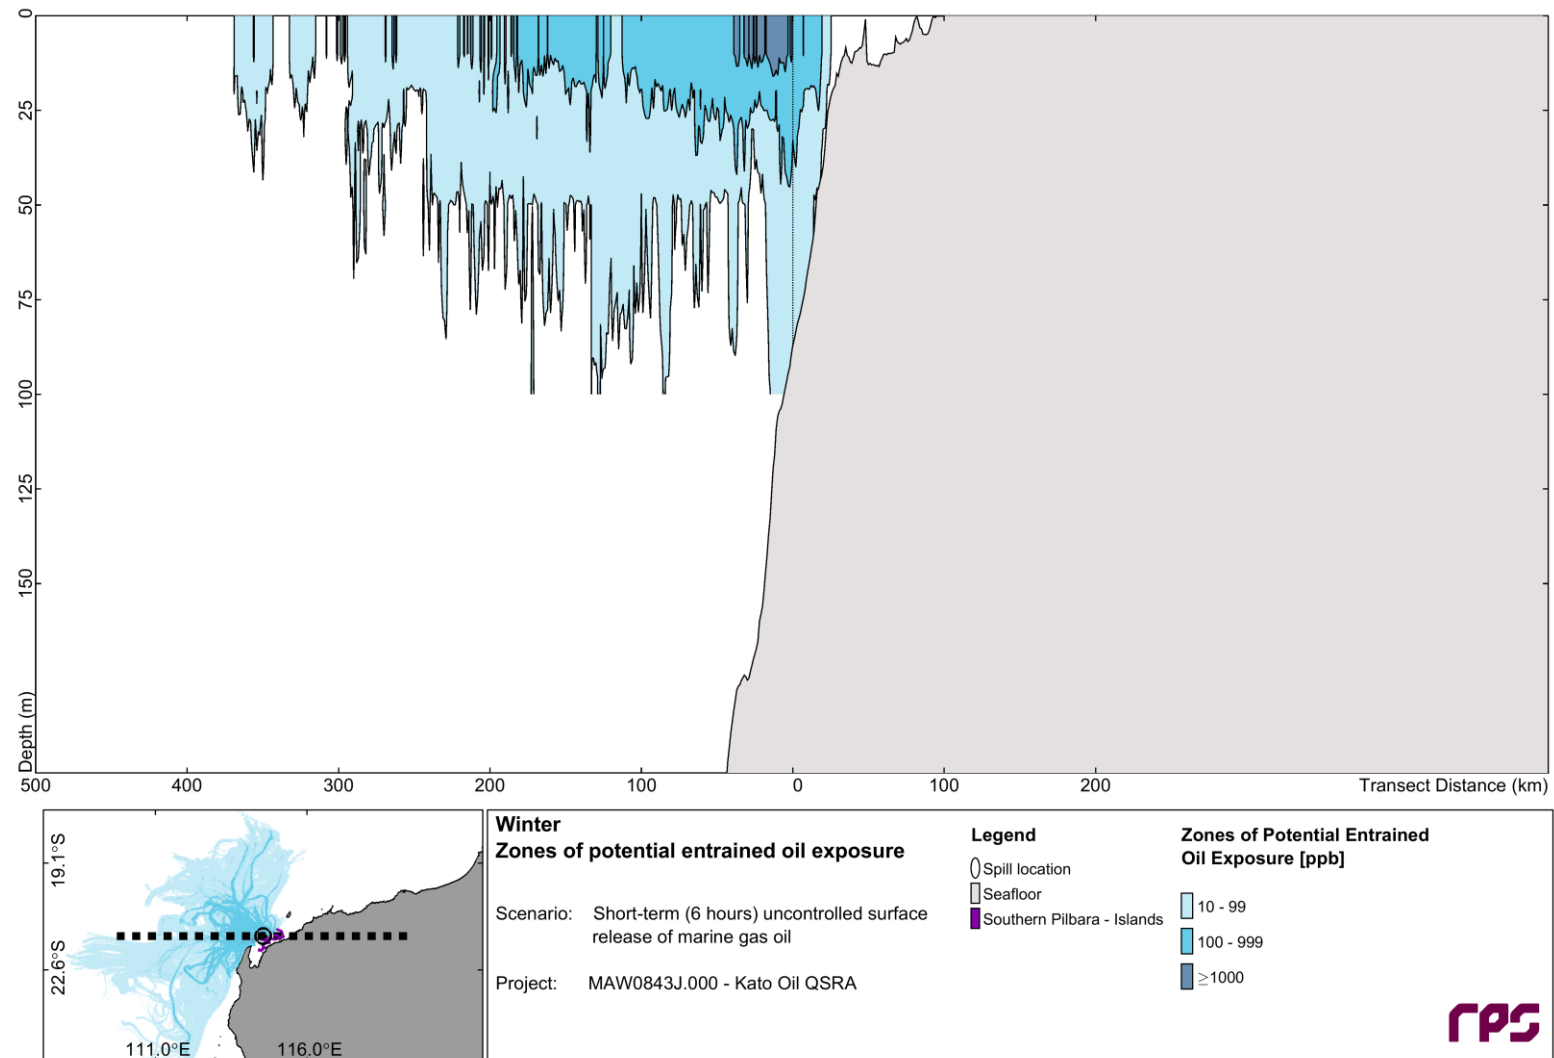 0
25
50
75
100
125
150
Depth (m)
500
400
300
200
100
0
100
200
Transect Distance (km)
19.1°S
22.6°S
111.0°E
116.0°E
Winter
Zones of potential entrained oil exposure
Scenario: Short-term (6 hours) uncontrolled surface
release of marine gas oil
Project: MAW0843J.000 - Kato Oil QSRA
Legend
Spill location
Seafloor
Southern Pilbara - Islands
Zones of Potential Entrained
Oil Exposure [ppb]
10 - 99
100 - 999
≥1000
rps